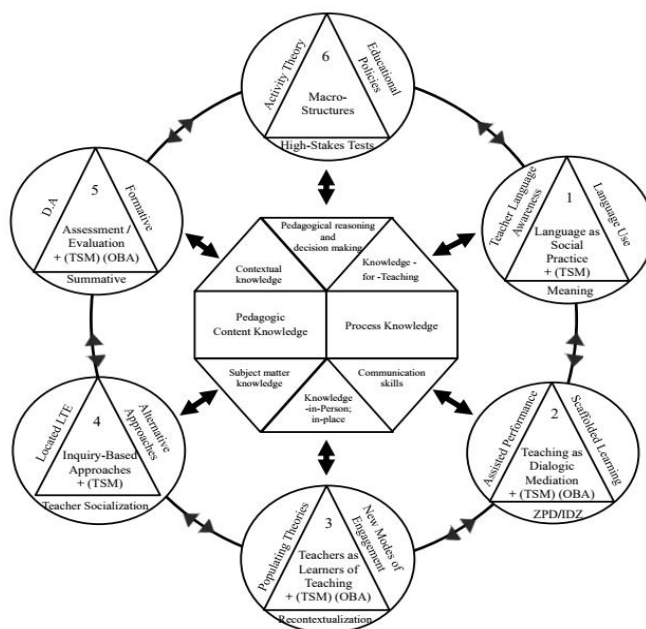 Activity Theory
6
Educational
Policies
Macro-
Structures
High-Stakes Tests
D.A
5
Formative
Assessment /
Evaluation
+ (TSM) (OBA)
Summative
Teacher Language
Awareness
1
Language Use
Language as
Social
Practice
+ (TSM)
Meaning
Pedagogical reasoning
and
decision making
Contextual
knowledge
Knowledge -
for -Teaching
Pedagogic
Content Knowledge
Process Knowledge
Subject matter
knowledge
Communication
skills
Knowledge
-in-Person;
in-place
Located LTE
4
Alternative
Approaches
Inquiry-Based
Approaches
+ (TSM)
Teacher Socialization
Assisted Performance
2
Scaffolded Learning
Teaching as
Dialogic
Mediation
+ (TSM) (OBA)
ZPD/IDZ
Populating Theories
3
New Modes of
Engagement
Teachers as
Learners of
Teaching
+ (TSM) (OBA)
Recontextualization